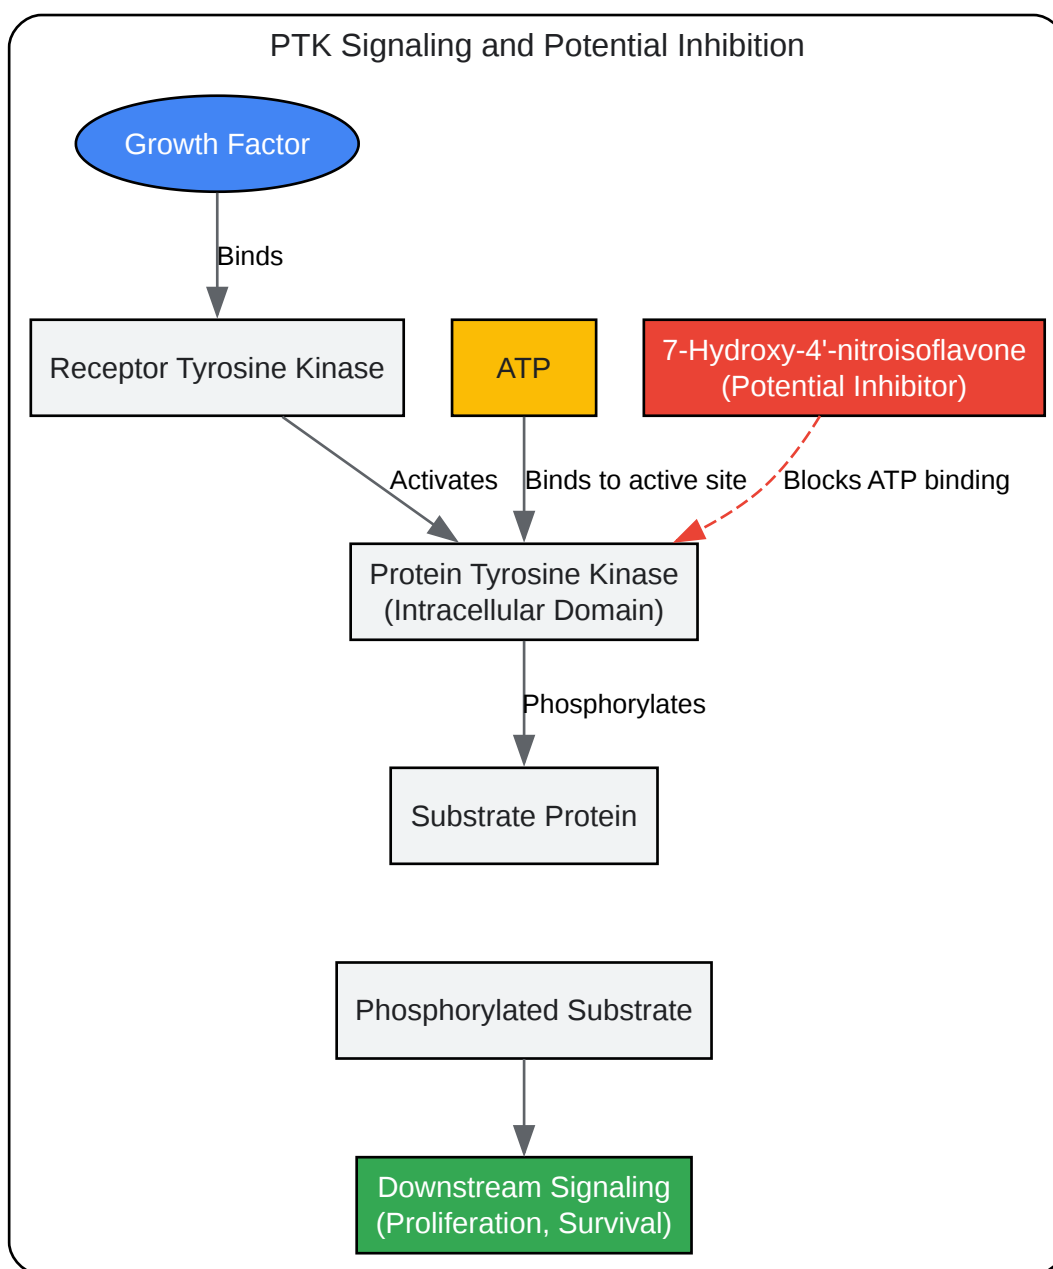 PTK Signaling and Potential Inhibition
Growth Factor
Binds
Receptor Tyrosine Kinase
ATP
7-Hydroxy-4'-nitroisoflavone
(Potential Inhibitor)
Activates
Binds to active site
Blocks ATP binding
Protein Tyrosine Kinase
(Intracellular Domain)
Phosphorylates
Substrate Protein
Phosphorylated Substrate
Downstream Signaling
(Proliferation, Survival)